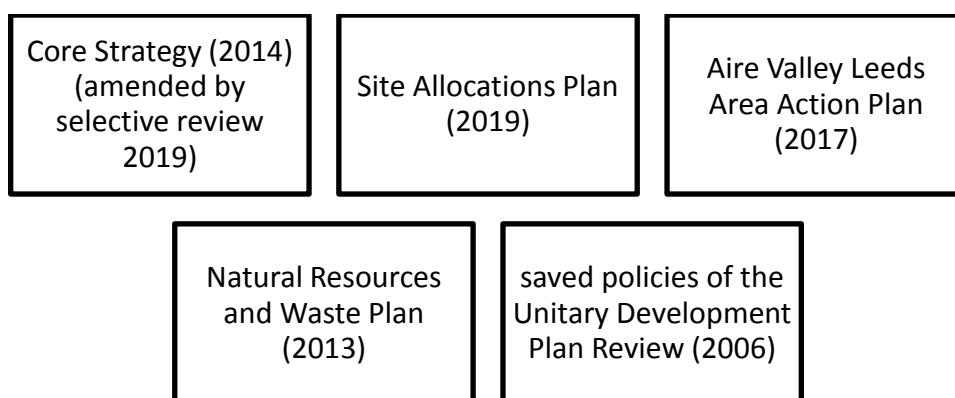 Core Strategy (2014)
(amended by
selective review
2019)
Site Allocations Plan
(2019)
Aire Valley Leeds
Area Action Plan
(2017)
Natural Resources
and Waste Plan
(2013)
saved policies of the
Unitary Development
Plan Review (2006)